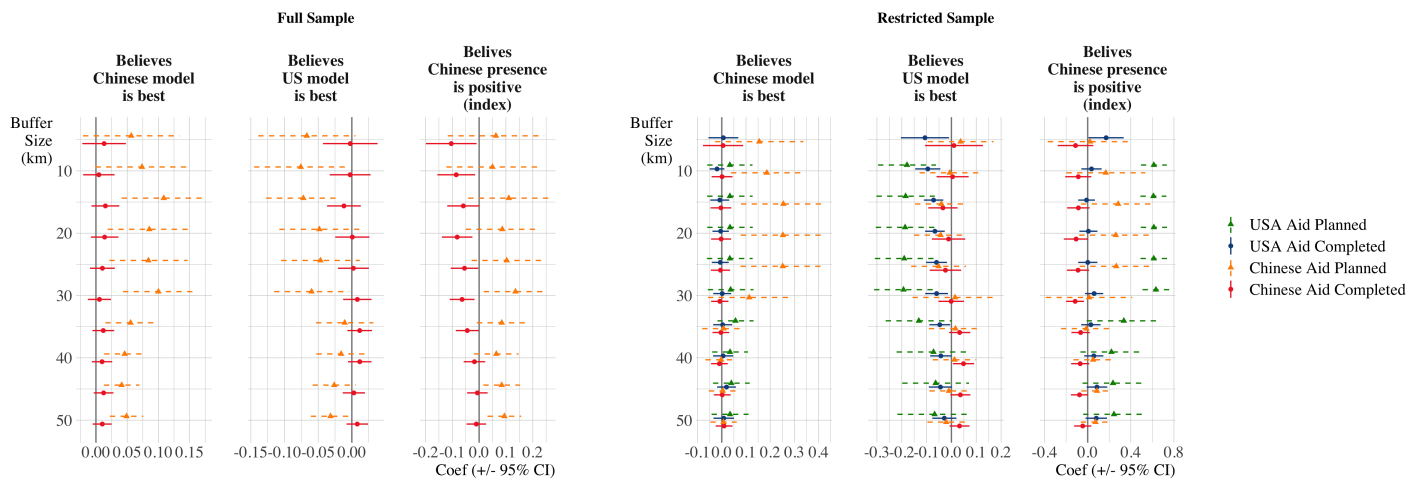 Full Sample
Restricted Sample
Believes
Chinese model
is best
Believes
US model
is best
Belives
Chinese presence
is positive
(index)
Believes
Chinese model
is best
Believes
US model
is best
Belives
Chinese presence
is positive
(index)
Buffer
Size
(km)
10
20
30
40
50
0.00 0.05 0.10 0.15
-0.15 -0.10 -0.05 0.00
-0.2 -0.1 0.0 0.1 0.2
Coef (+/- 95% CI)
Buffer
Size
(km)
10
20
30
40
50
-0.1 0.0 0.1 0.2 0.3 0.4
-0.3 -0.2 -0.1 0.0 0.1 0.2
-0.4 0.0 0.4 0.8
Coef (+/- 95% CI)
USA Aid Planned
USA Aid Completed
Chinese Aid Planned
Chinese Aid Completed